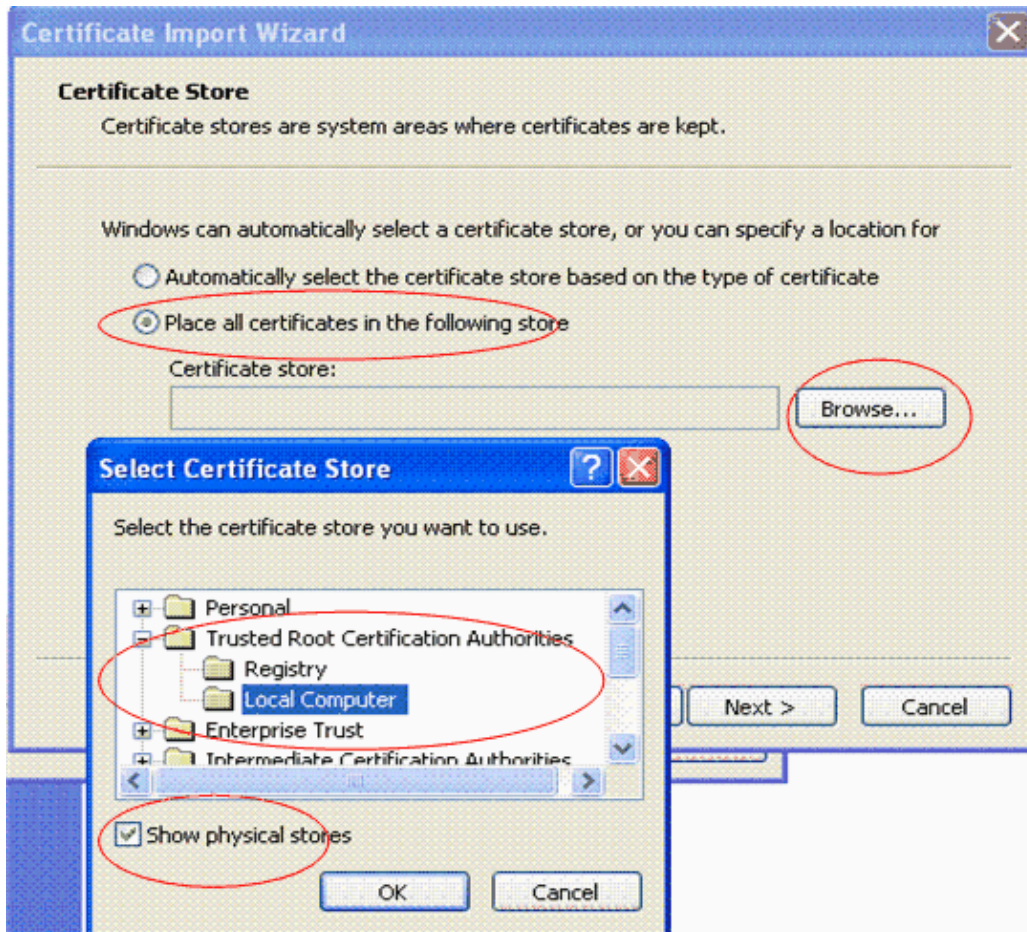 Certificate Import Wizard
Certificate Store
Certificate stores are system areas where certificates are kept.
Windows can automatically select a certificate store, or you can specify a location for
Automatically select the certificate store based on the type of certificate
Place all certificates in the following store
Certificate store:
Browse...
Select Certificate Store
Select the certificate store you want to use.
Personal
Trusted Root Certification Authorities
Registry
Local Computer
Enterprise Trust
Intermediate Certification Authorities
Next >
Cancel
Show physical stores
OK
Cancel